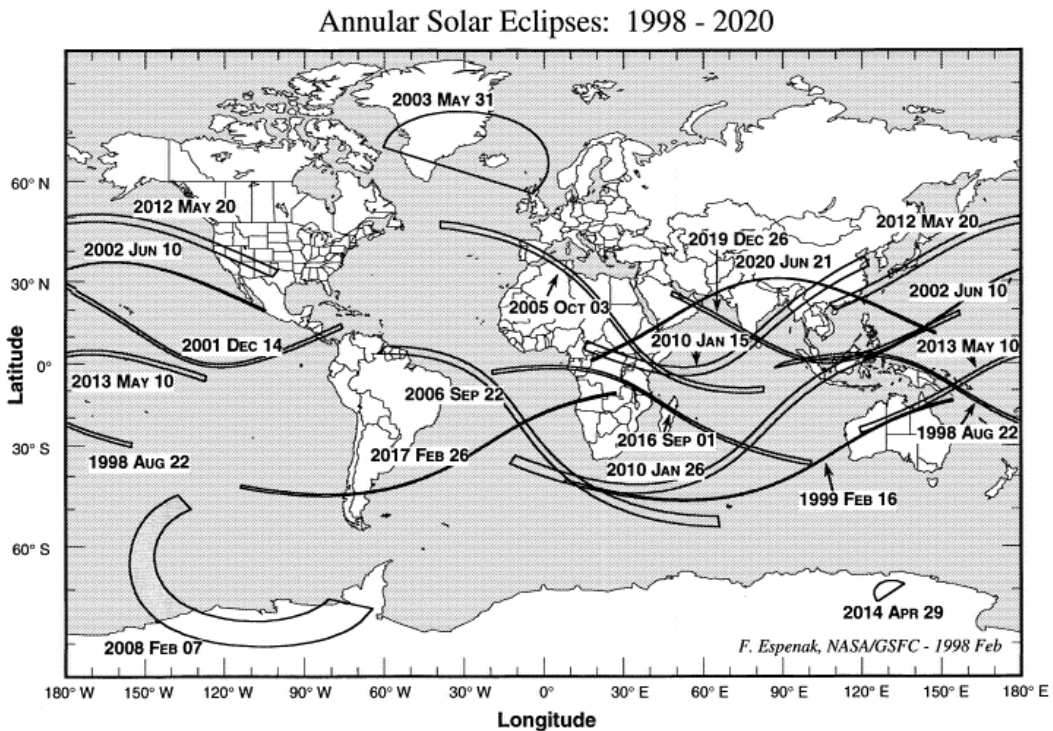 Annular Solar Eclipses: 1998 - 2020
2003 MAY 31
60° N
2012 MAY 20
2012 MAY 20
2002 JUN 10
2019 DEC 26
2020 JUN 21
30° N
2005 OCT 03
2002 JUN 10
2001 DEC 14
2010 JAN 15
2013 MAY 10
0°
2013 MAY 10
2006 SEP 22
Latitude
2016 SEP 01
1998 AUG 22
30° S
1998 AUG 22
2017 FEB 26
2010 JAN 26
1999 FEB 16
60° S
2014 APR 29
2008 FEB 07
F. Espenak, NASA/GSFC - 1998 Feb
180° W 150° W 120° W 90° W 60° W 30° W 0° 30° E 60° E 90° E 120° E 150° E 180° E
Longitude